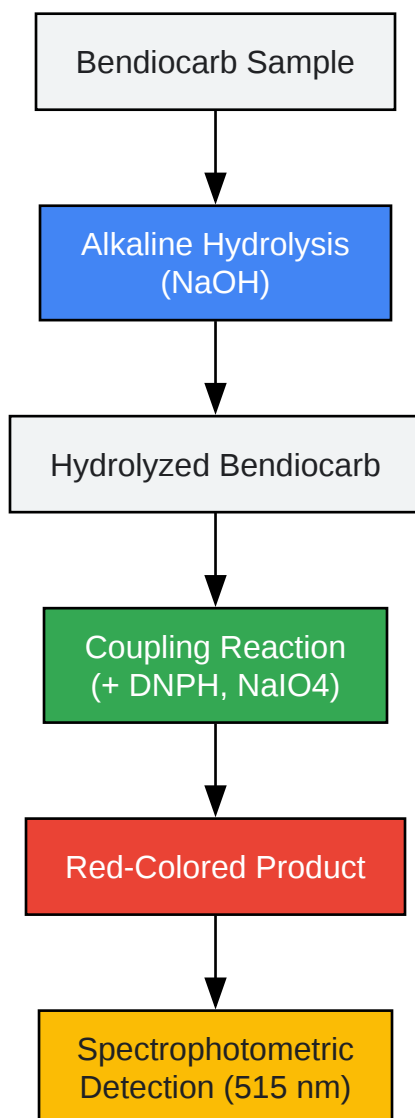 Bendiocarb Sample
Alkaline Hydrolysis
(NaOH)
Hydrolyzed Bendiocarb
Coupling Reaction
(+ DNPH, NaIO4)
Red-Colored Product
Spectrophotometric
Detection (515 nm)